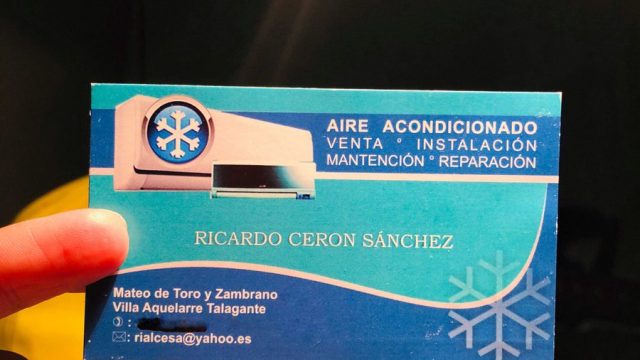 AIRE ACONDICIONADO
VENTA ° INSTALACIÓN
MANTENCIÓN ° REPARACIÓN
RICARDO CERON SÁNCHEZ
Mateo de Toro y Zambrano
Villa Aquelarre Talagante
:
: rialcesa@yahoo.es